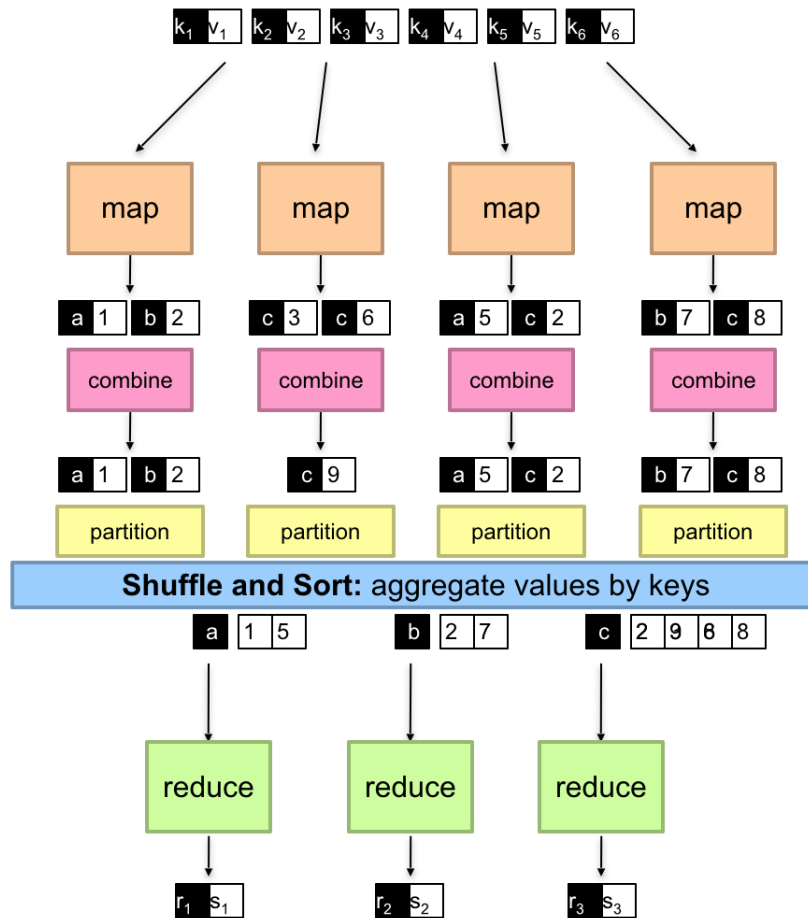 k1 v1 k2 v2 k3 v3 k4 v4 k5 v5 k6 v6
map map map map
a 1 b 2 c 3 c 6 a 5 c 2 b 7 c 8
combine combine combine combine
a 1 b 2 c 9 a 5 c 2 b 7 c 8
partition partition partition partition
Shuffle and Sort: aggregate values by keys
a 1 5 b 2 7 c 2 9 8 8
reduce reduce reduce
r1 s1 r2 s2 r3 s3